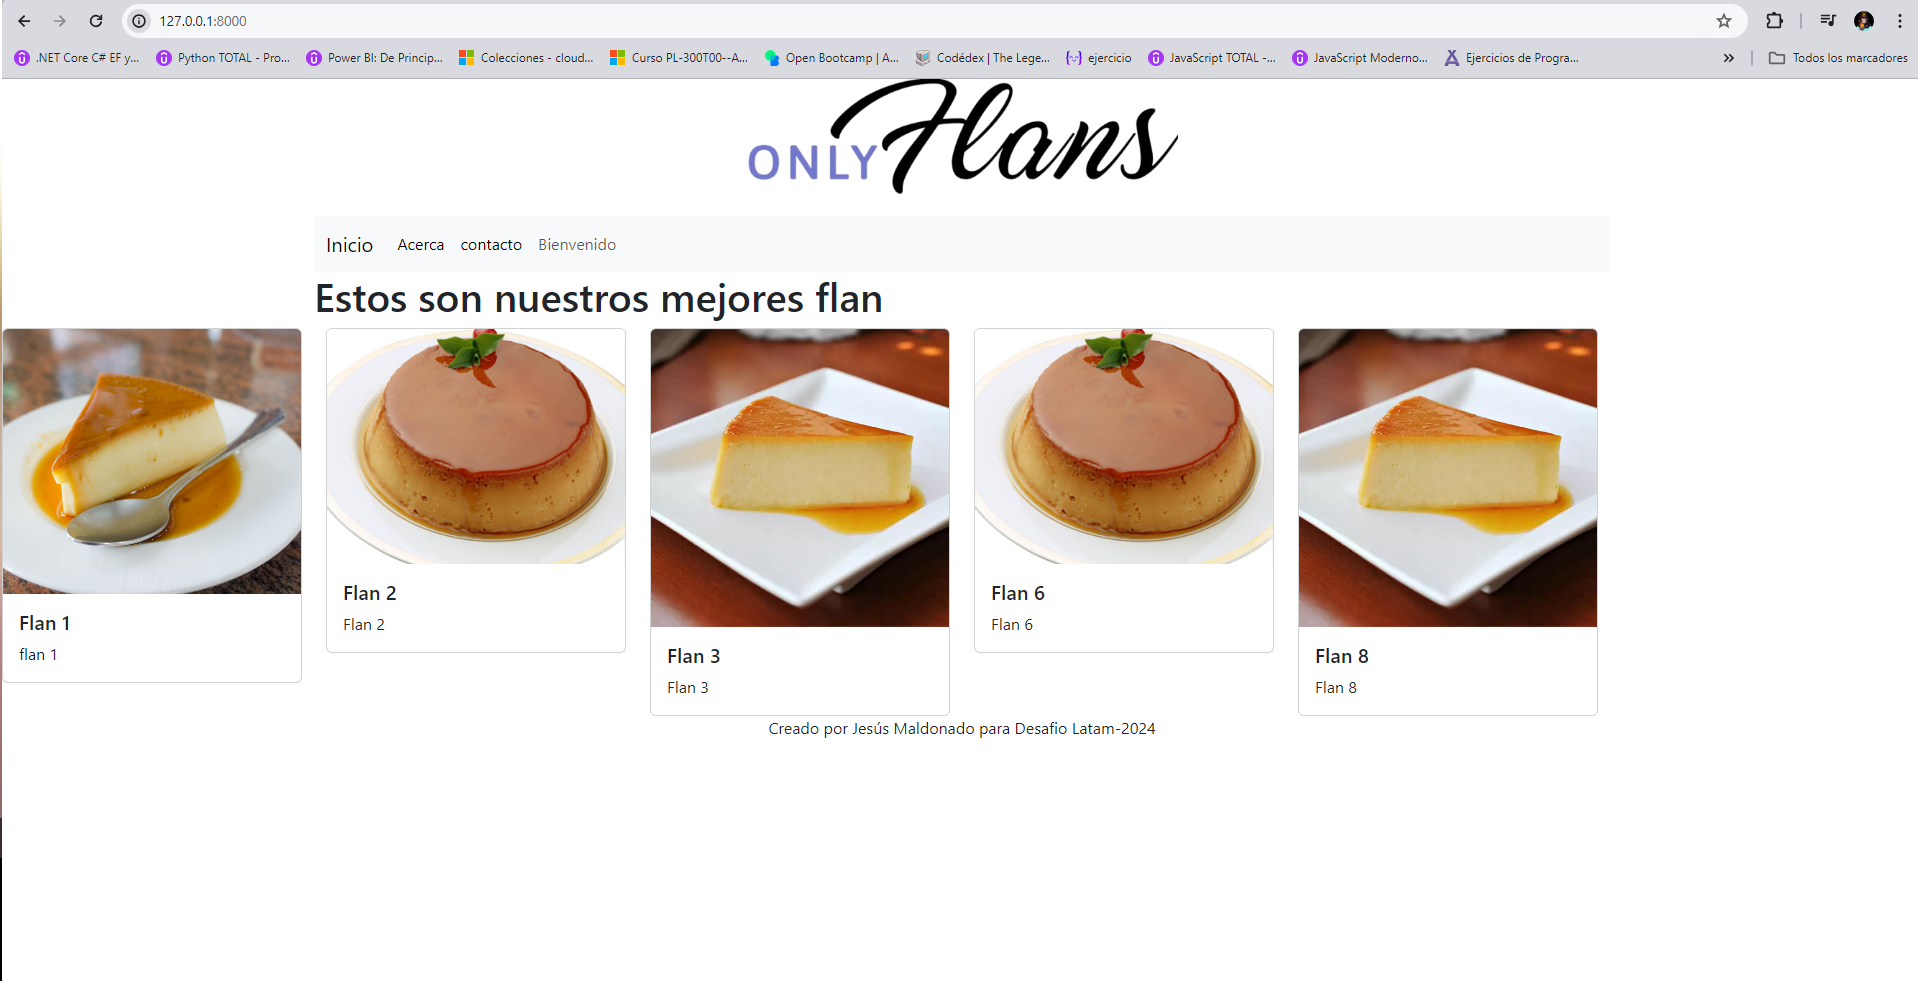 127.0.0.1:8000
.NET Core C# EF y... Python TOTAL - Pro... Power BI: De Princip... Colecciones - cloud... Curso PL-300T00--A... Open Bootcamp | A... Codédex | The Lege... ejercicio JavaScript TOTAL -... JavaScript Moderno... Ejercicios de Progra... Todos los marcadores
ONLY Flans
Inicio Acerca contacto Bienvenido
Estos son nuestros mejores flan
Flan 1
flan 1
Flan 2
Flan 2
Flan 3
Flan 3
Flan 6
Flan 6
Flan 8
Flan 8
Creado por Jesús Maldonado para Desafio Latam-2024